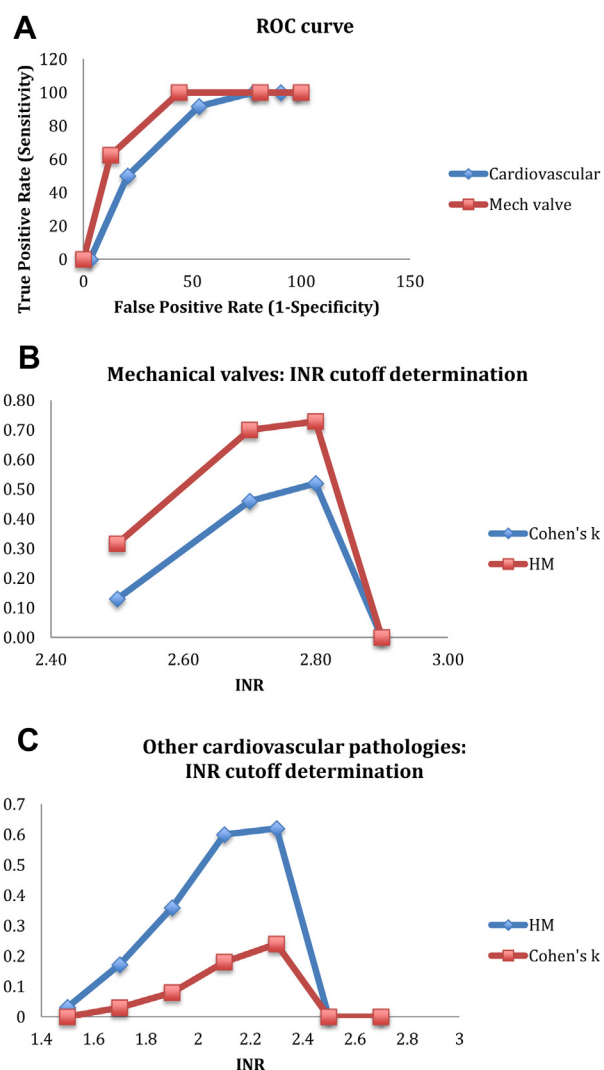 A
ROC curve
True Positive Rate (Sensitivity)
120
100
80
60
40
20
0
0 50 100 150
False Positive Rate (1-Specificity)
Cardiovascular
Mech valve
B
Mechanical valves: INR cutoff determination
0.80
0.70
0.60
0.50
0.40
0.30
0.20
0.10
0.00
2.40 2.60 2.80 3.00
INR
Cohen's k
HM
C
Other cardiovascular pathologies:
INR cutoff determination
0.7
0.6
0.5
0.4
0.3
0.2
0.1
0
1.4 1.6 1.8 2 2.2 2.4 2.6 2.8 3
INR
HM
Cohen's k